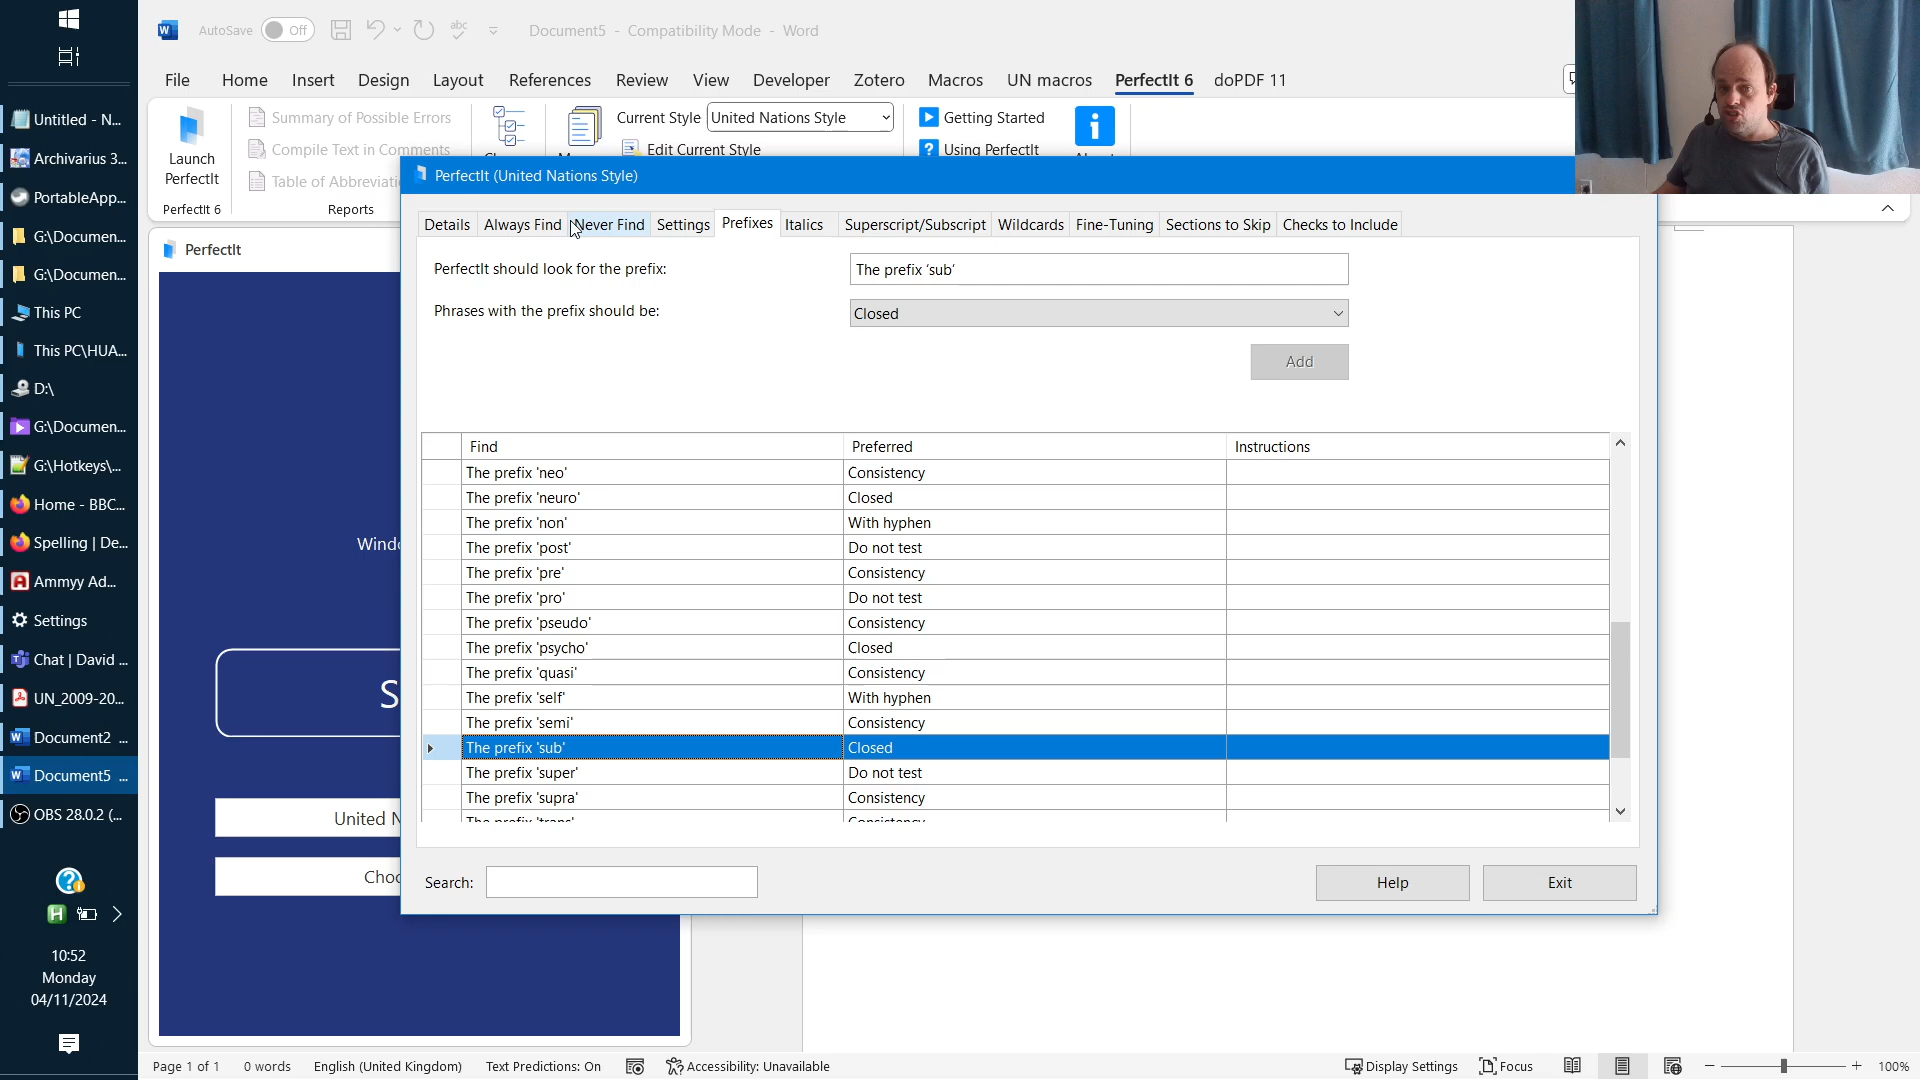 AutoSave Off
Document5 - Compatibility Mode - Word
File Home Insert Design Layout References Review View Developer Zotero Macros UN macros PerfectIt 6 doPDF 11
Launch
PerfectIt
PerfectIt 6
Summary of Possible Errors
Compile Text in Comments
Reports
Current Style United Nations Style
Edit Current Style
Getting Started
Using PerfectIt
PerfectIt
United N
Choo
PerfectIt (United Nations Style)
Details Always Find Never Find Settings Prefixes Italics Superscript/Subscript Wildcards Fine-Tuning Sections to Skip Checks to Include
PerfectIt should look for the prefix: The prefix 'sub'
Phrases with the prefix should be: Closed
Add
Find Preferred Instructions
The prefix 'neo' Consistency
The prefix 'neuro' Closed
The prefix 'non' With hyphen
The prefix 'post' Do not test
The prefix 'pre' Consistency
The prefix 'pro' Do not test
The prefix 'pseudo' Consistency
The prefix 'psycho' Closed
The prefix 'quasi' Consistency
The prefix 'self' With hyphen
The prefix 'semi' Consistency
The prefix 'sub' Closed
The prefix 'super' Do not test
The prefix 'supra' Consistency
The prefix 'trans' Consistency
Search:
Help Exit
Untitled - N...
Archivarius 3...
PortableApp...
G:\Documen...
G:\Documen...
This PC
This PC\HUA...
D:\
G:\Documen...
G:\Hotkeys\...
Home - BBC...
Spelling | De...
Ammyy Ad...
Settings
Chat | David ...
UN_2009-20...
Document2 ...
Document5 ...
OBS 28.0.2 (...
10:52
Monday
04/11/2024
Page 1 of 1 0 words English (United Kingdom) Text Predictions: On Accessibility: Unavailable Display Settings Focus 100%